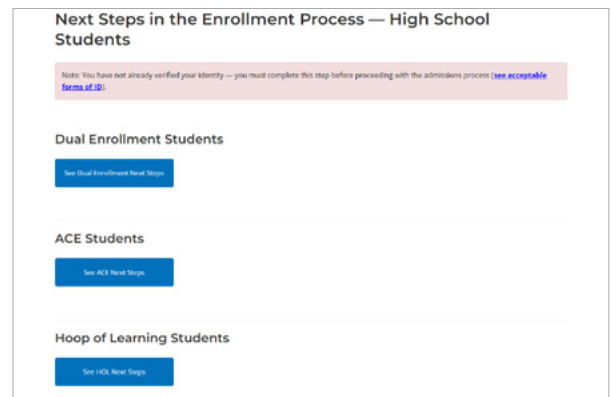 Next Steps in the Enrollment Process — High School
Students
Note: You have not already verified your identity — you must complete this step before proceeding with the admissions process (see acceptable
forms of ID).
Dual Enrollment Students
See Dual Enrollment Next Steps
ACE Students
See ACE Next Steps
Hoop of Learning Students
See HOL Next Steps